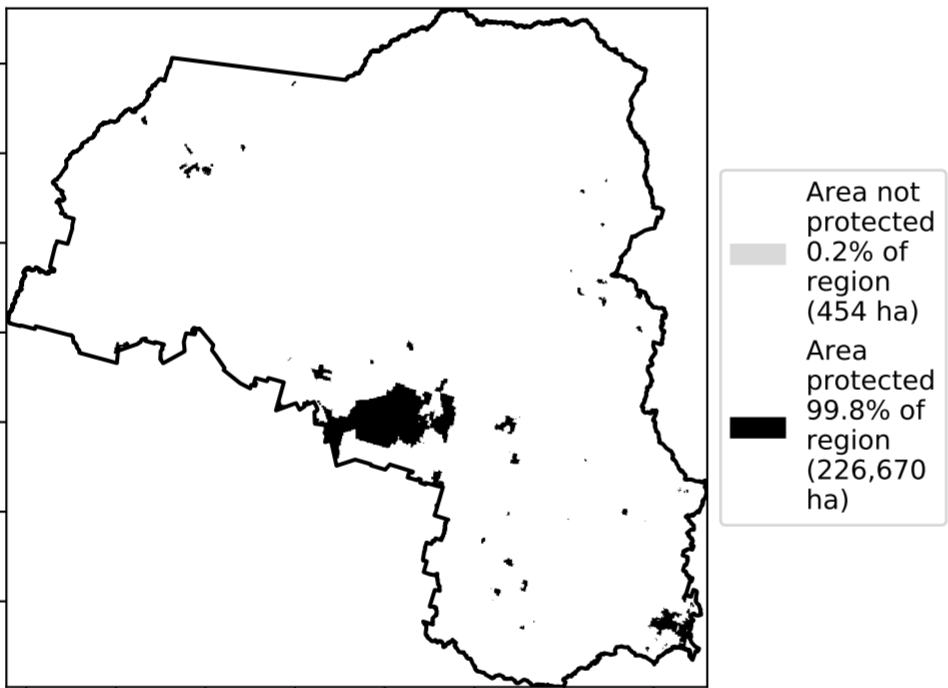 Area not
protected
0.2% of
region
(454 ha)
Area
protected
99.8% of
region
(226,670
ha)